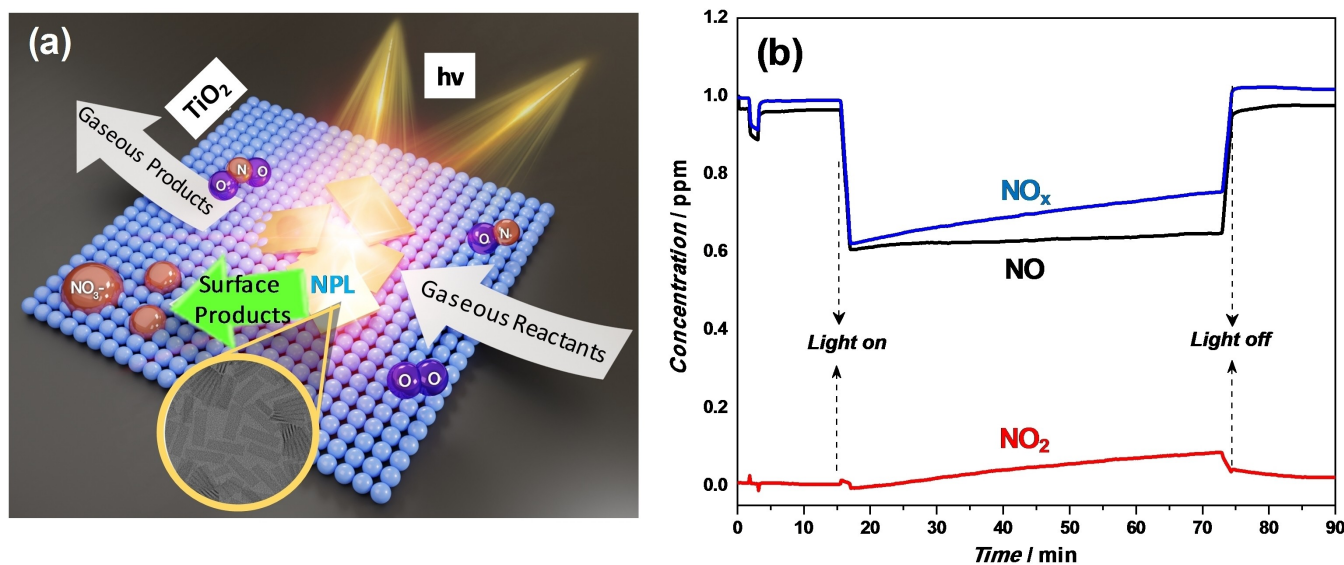 (a)
hν
TiO₂
Gaseous Products
O N O
O N
NO₃-
Surface
Products
NPL
Gaseous Reactants
O O
(b)
Concentration / ppm
1.2
1.0
0.8
0.6
0.4
0.2
0.0
NOₓ
NO
Light on
Light off
NO₂
0 10 20 30 40 50 60 70 80 90
Time / min